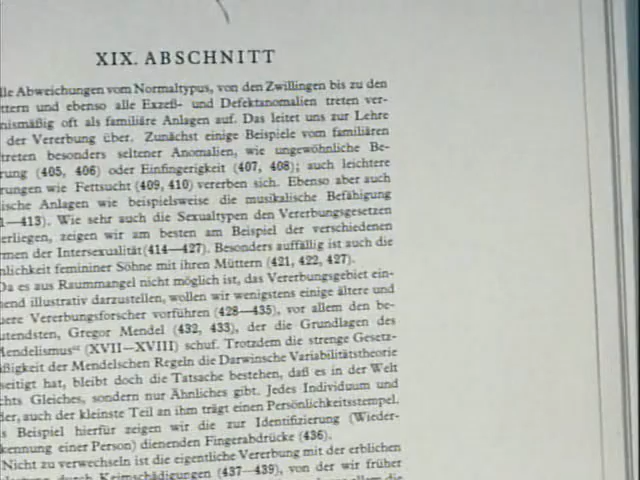 XIX. ABSCHNITT
lle Abweichungen vom Normaltypus, von den Zwillingen bis zu den
ttern und ebenso alle Exzeß- und Defektanomalien treten ver-
nismäßig oft als familiäre Anlagen auf. Das leitet uns zur Lehre
der Vererbung über. Zunächst einige Beispiele vom familiären
treten besonders seltener Anomalien, wie ungewöhnliche Be-
rung (405, 406) oder Einfingerigkeit (407, 408); auch leichtere
rungen wie Fettsucht (409, 410) vererben sich. Ebenso aber auch
ische Anlagen wie beispielsweise die musikalische Befähigung
1—413). Wie sehr auch die Sexualtypen den Vererbungsgesetzen
erliegen, zeigen wir am besten am Beispiel der verschiedenen
rmen der Intersexualität (414—427). Besonders auffällig ist auch die
nlichkeit femininer Söhne mit ihren Müttern (421, 422, 427).
Da es aus Raummangel nicht möglich ist, das Vererbungsgebiet ein-
hend illustrativ darzustellen, wollen wir wenigstens einige ältere und
uere Vererbungsforscher vorführen (428—435), vor allem den be-
utendsten, Gregor Mendel (432, 433), der die Grundlagen des
Mendelismus“ (XVII—XVIII) schuf. Trotzdem die strenge Gesetz-
äßigkeit der Mendelschen Regeln die Darwinsche Variabilitätstheorie
seitigt hat, bleibt doch die Tatsache bestehen, daß es in der Welt
chts Gleiches, sondern nur Ähnliches gibt. Jedes Individuum und
der, auch der kleinste Teil an ihm trägt einen Persönlichkeitsstempel.
s Beispiel hierfür zeigen wir die zur Identifizierung (Wieder-
kennung einer Person) dienenden Fingerabdrücke (436).
Nicht zu verwechseln ist die eigentliche Vererbung mit der erblichen
durch Keimschädigungen (437—439), von der wir früher